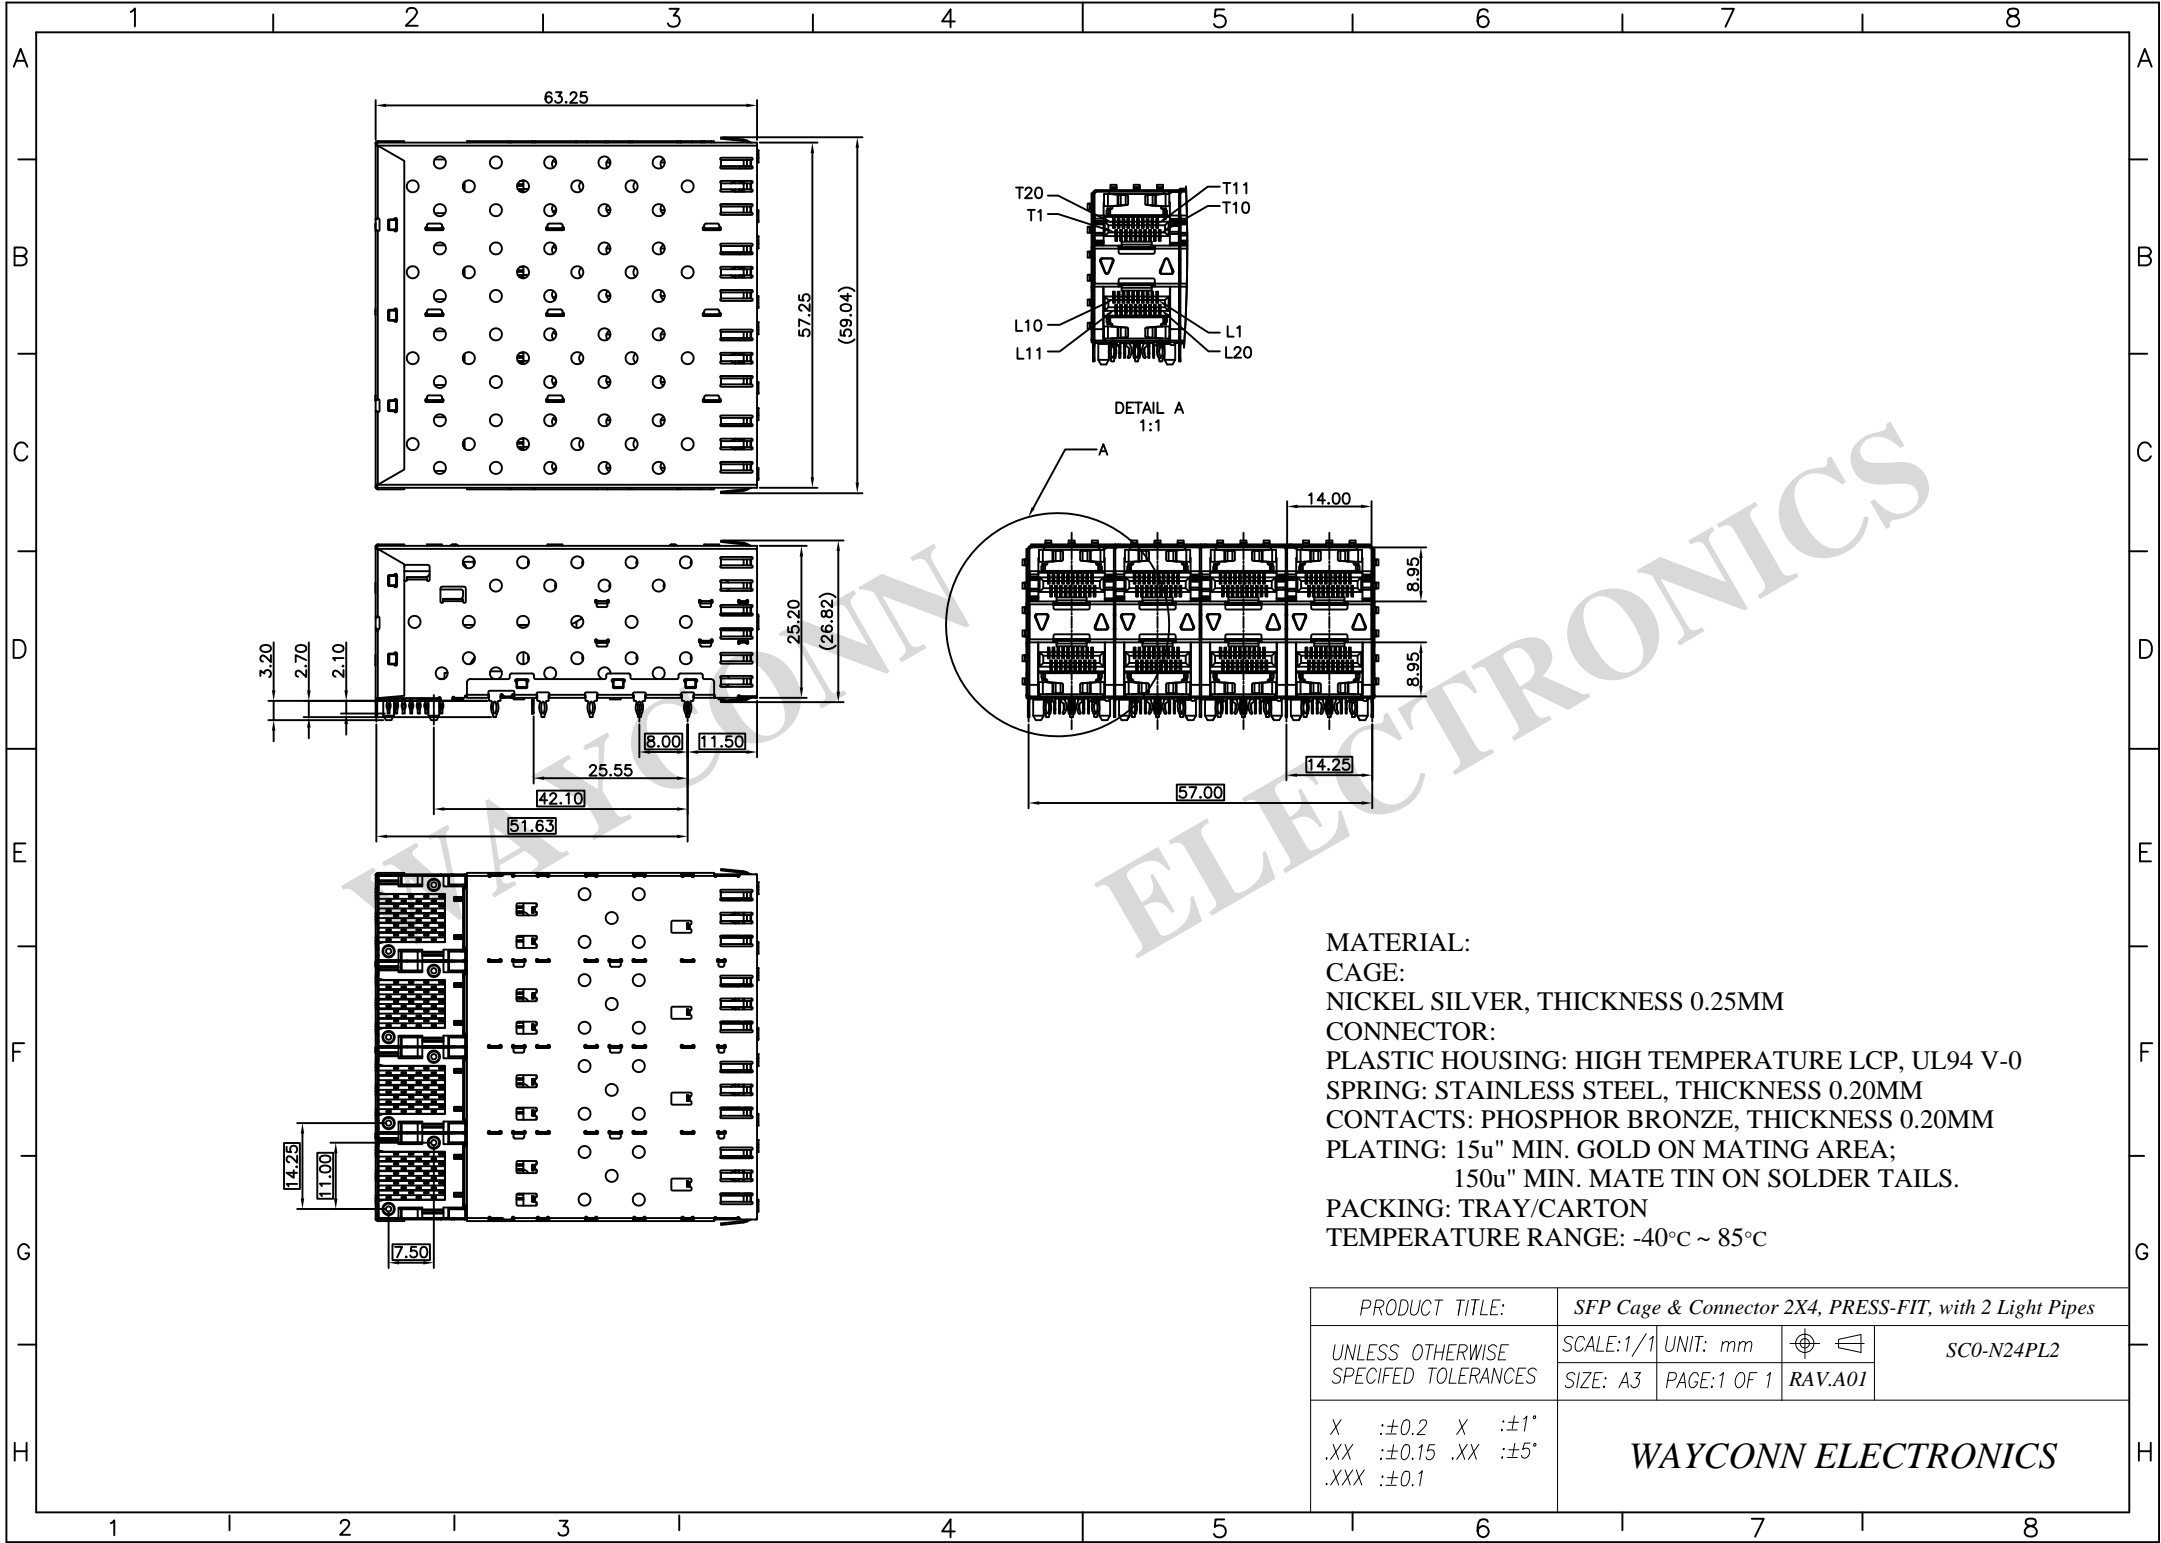 1 2 3 4 5 6 7 8
A A
B B
C C
D D
E E
F F
G G
H H
63.25
57.25
(59.04)
T20
T1
T11
T10
L10
L11
L1
L20
DETAIL A
1:1
A
3.20
2.70
2.10
25.20
(26.82)
8.00
11.50
25.55
42.10
51.63
14.00
8.95
8.95
14.25
57.00
14.25
11.00
7.50
WAYCONN ELECTRONICS
MATERIAL:
CAGE:
NICKEL SILVER, THICKNESS 0.25MM
CONNECTOR:
PLASTIC HOUSING: HIGH TEMPERATURE LCP, UL94 V-0
SPRING: STAINLESS STEEL, THICKNESS 0.20MM
CONTACTS: PHOSPHOR BRONZE, THICKNESS 0.20MM
PLATING: 15u" MIN. GOLD ON MATING AREA;
150u" MIN. MATE TIN ON SOLDER TAILS.
PACKING: TRAY/CARTON
TEMPERATURE RANGE: -40°C ~ 85°C
PRODUCT TITLE: SFP Cage & Connector 2X4, PRESS-FIT, with 2 Light Pipes
UNLESS OTHERWISE
SPECIFED TOLERANCES
SCALE:1/1 UNIT: mm SC0-N24PL2
SIZE: A3 PAGE:1 OF 1 RAV.A01
X :±0.2 X :±1°
.XX :±0.15 .XX :±5°
.XXX :±0.1
WAYCONN ELECTRONICS
1 2 3 4 5 6 7 8